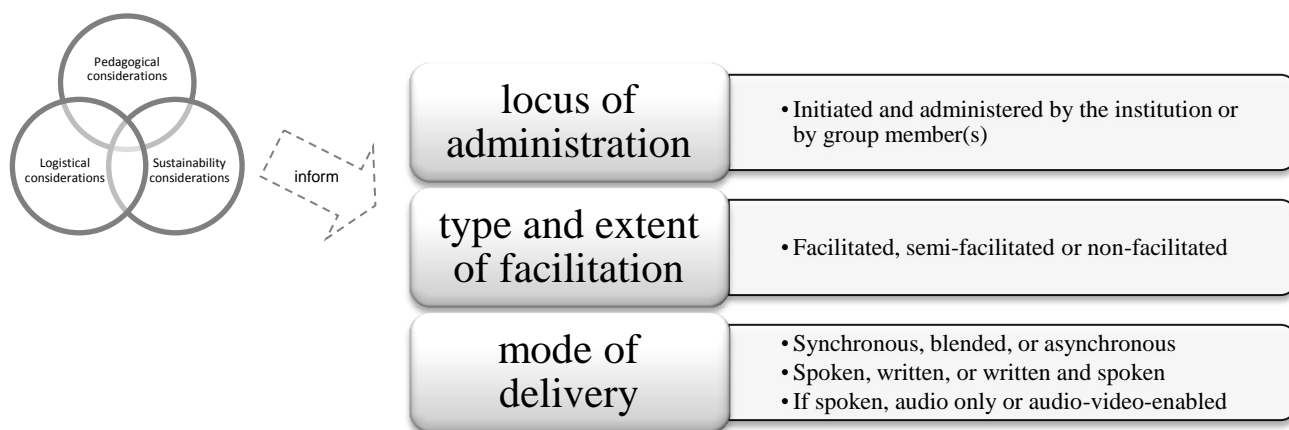 Pedagogical
considerations
Logistical
considerations
Sustainability
considerations
inform
locus of
administration
• Initiated and administered by the institution or
by group member(s)
type and extent
of facilitation
• Facilitated, semi-facilitated or non-facilitated
mode of
delivery
• Synchronous, blended, or asynchronous
• Spoken, written, or written and spoken
• If spoken, audio only or audio-video-enabled